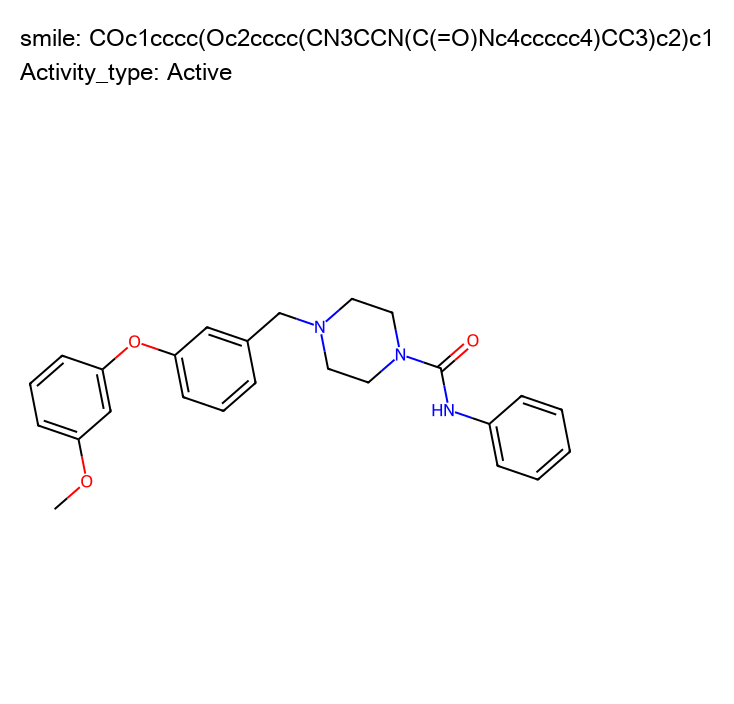 smile: COc1cccc(Oc2cccc(CN3CCN(C(=O)Nc4ccccc4)CC3)c2)c1
Activity_type: Active
N
O
O
N
HN
O